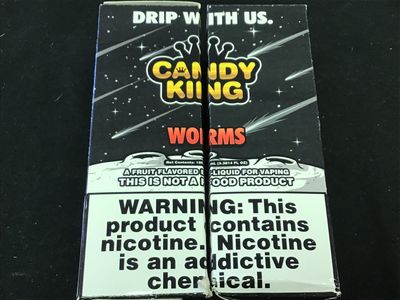 DRIP WITH US.
CANDY
KING
WORMS
A FRUIT FLAVORED E-LIQUID FOR VAPING
THIS IS NOT A FOOD PRODUCT
WARNING: This
product contains
nicotine. Nicotine
is an addictive
chemical.